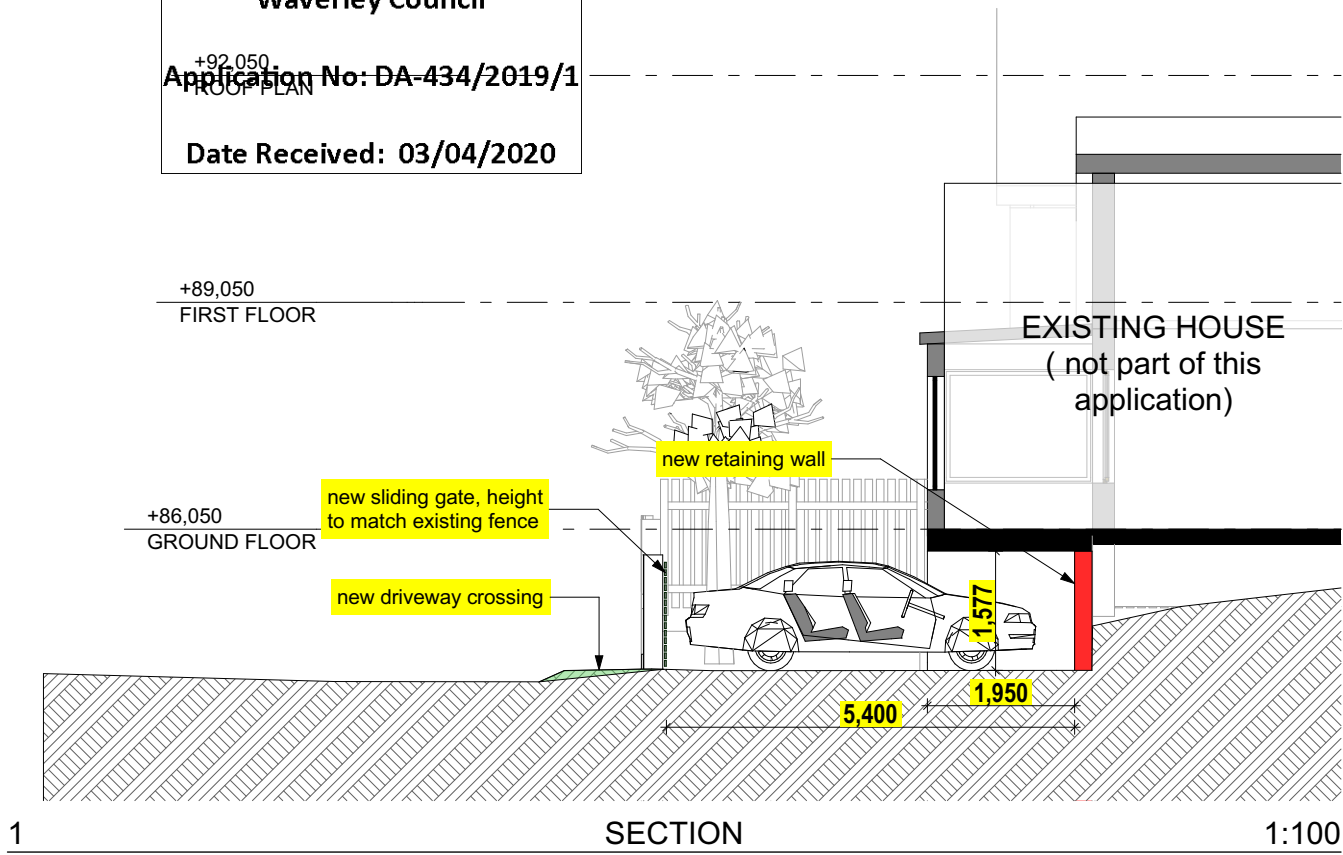 Waverley Council
+92,050
Application No: DA-434/2019/1
ROOF PLAN
Date Received: 03/04/2020
+89,050
FIRST FLOOR
EXISTING HOUSE
( not part of this
application)
new retaining wall
new sliding gate, height
to match existing fence
+86,050
GROUND FLOOR
new driveway crossing
1,577
1,950
5,400
1
SECTION
1:100